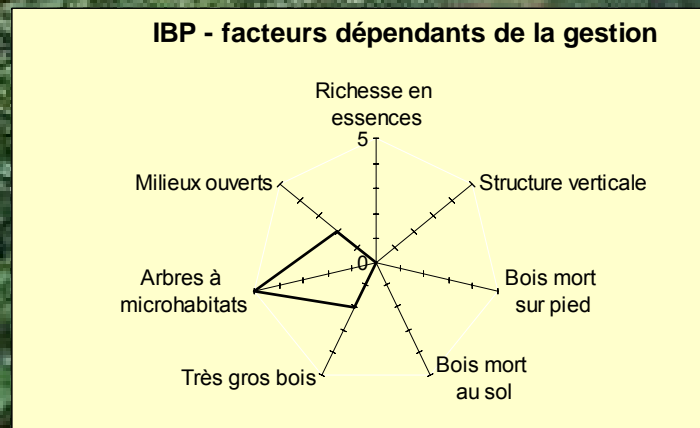 IBP - facteurs dépendants de la gestion
Richesse en
essences
5
Milieux ouverts
Structure verticale
0
Arbres à
microhabitats
Bois mort
sur pied
Très gros bois
Bois mort
au sol